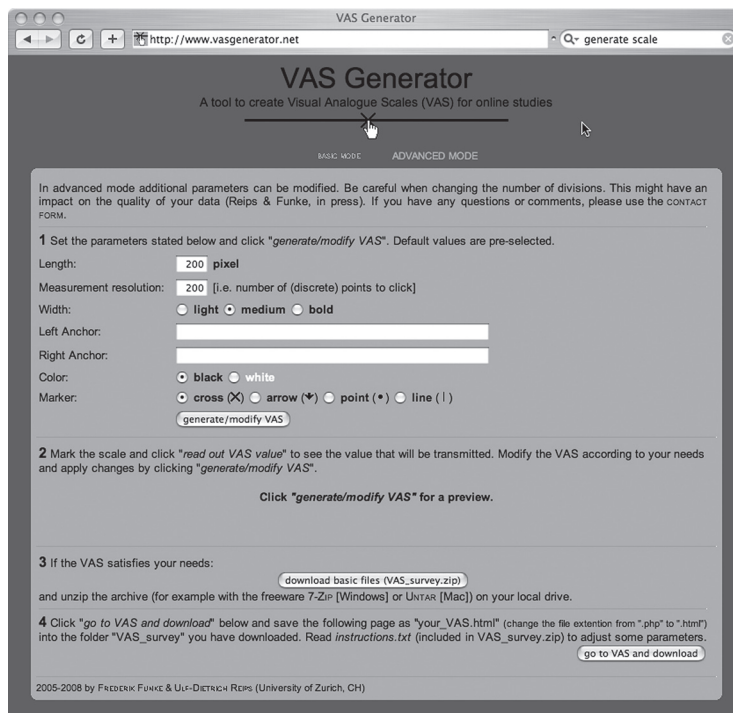 VAS Generator
http://www.vasgenerator.net
generate scale
VAS Generator
A tool to create Visual Analogue Scales (VAS) for online studies
BASIC MODE ADVANCED MODE
In advanced mode additional parameters can be modified. Be careful when changing the number of divisions. This might have an
impact on the quality of your data (Reips & Funke, in press). If you have any questions or comments, please use the CONTACT
FORM.
1 Set the parameters stated below and click "generate/modify VAS". Default values are pre-selected.
Length: 200 pixel
Measurement resolution: 200 [i.e. number of (discrete) points to click]
Width: light medium bold
Left Anchor:
Right Anchor:
Color: black white
Marker: cross (X) arrow (↓) point (•) line (|)
generate/modify VAS
2 Mark the scale and click "read out VAS value" to see the value that will be transmitted. Modify the VAS according to your needs
and apply changes by clicking "generate/modify VAS".
Click "generate/modify VAS" for a preview.
3 If the VAS satisfies your needs:
download basic files (VAS_survey.zip)
and unzip the archive (for example with the freeware 7-ZIP [Windows] or UNTAR [Mac]) on your local drive.
4 Click "go to VAS and download" below and save the following page as "your_VAS.html" (change the file extention from ".php" to ".html")
into the folder "VAS_survey" you have downloaded. Read instructions.txt (included in VAS_survey.zip) to adjust some parameters.
go to VAS and download
2005-2008 by FREDERIK FUNKE & ULF-DIETRICH REIPS (University of Zurich, CH)